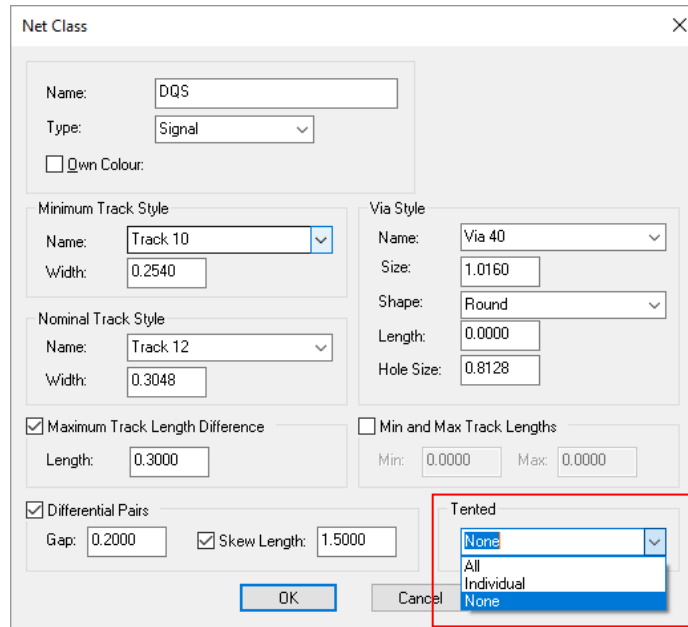 Net Class
Name: DQS
Type: Signal
Own Colour:
Minimum Track Style
Name: Track 10
Width: 0.2540
Via Style
Name: Via 40
Size: 1.0160
Shape: Round
Length: 0.0000
Hole Size: 0.8128
Nominal Track Style
Name: Track 12
Width: 0.3048
Maximum Track Length Difference
Length: 0.3000
Min and Max Track Lengths
Min: 0.0000 Max: 0.0000
Differential Pairs
Gap: 0.2000 Skew Length: 1.5000
Tented
None
All
Individual
None
OK Cancel